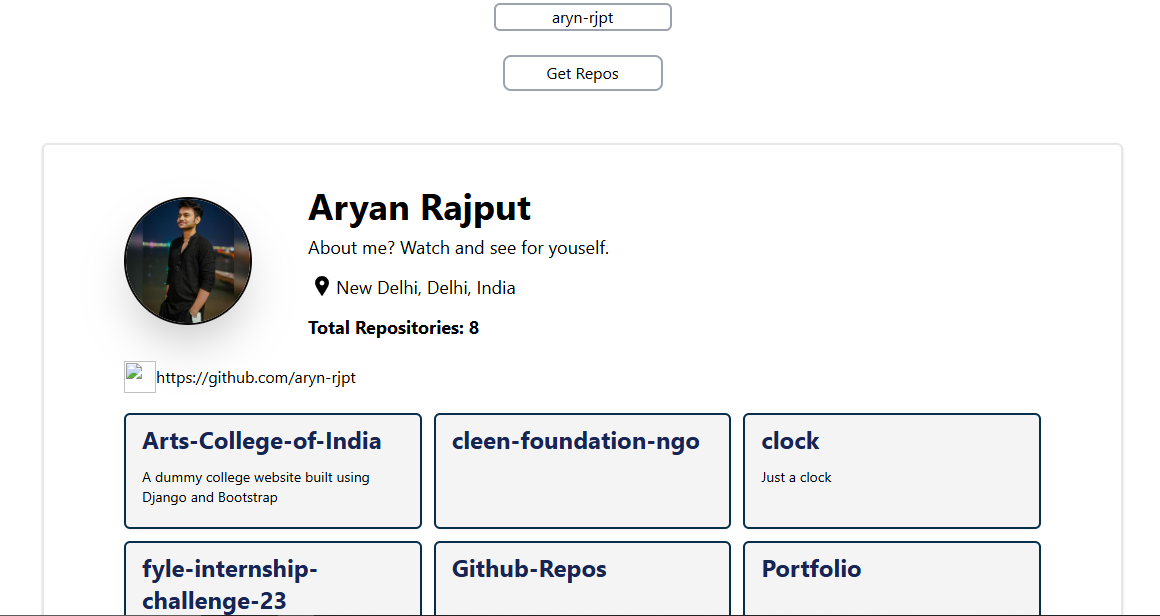 aryn-rjpt
Get Repos
Aryan Rajput
About me? Watch and see for youself.
New Delhi, Delhi, India
Total Repositories: 8
https://github.com/aryn-rjpt
Arts-College-of-India
A dummy college website built using
Django and Bootstrap
cleen-foundation-ngo
clock
Just a clock
fyle-internship-
challenge-23
Github-Repos
Portfolio